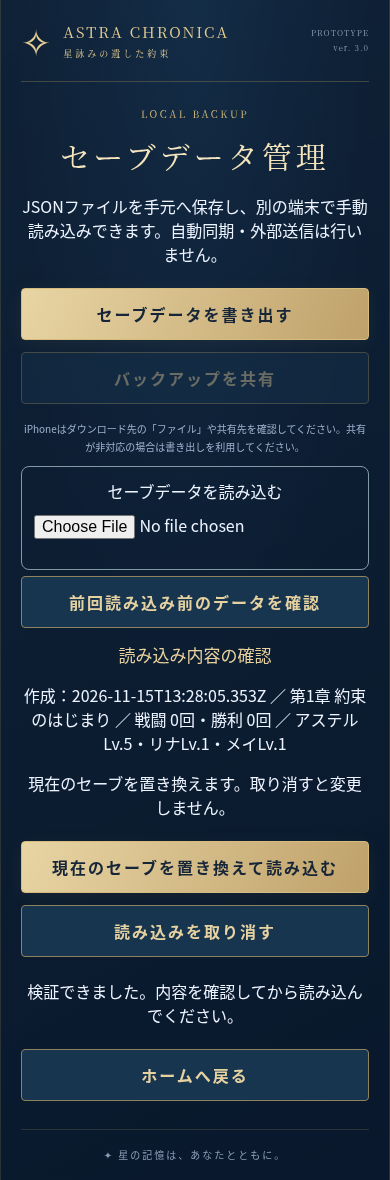 ASTRA CHRONICA
星詠みの遺した約束
PROTOTYPE
ver. 3.0
LOCAL BACKUP
セーブデータ管理
JSONファイルを手元へ保存し、別の端末で手動
読み込みできます。自動同期・外部送信は行い
ません。
セーブデータを書き出す
バックアップを共有
iPhoneはダウンロード先の「ファイル」や共有先を確認してください。共有
が非対応の場合は書き出しを利用してください。
セーブデータを読み込む
Choose File No file chosen
前回読み込み前のデータを確認
読み込み内容の確認
作成：2026-11-15T13:28:05.353Z ／ 第1章 約束
のはじまり ／ 戦闘 0回・勝利 0回 ／ アステル
Lv.5・リナLv.1・メイLv.1
現在のセーブを置き換えます。取り消すと変更
しません。
現在のセーブを置き換えて読み込む
読み込みを取り消す
検証できました。内容を確認してから読み込ん
でください。
ホームへ戻る
✦ 星の記憶は、あなたとともに。